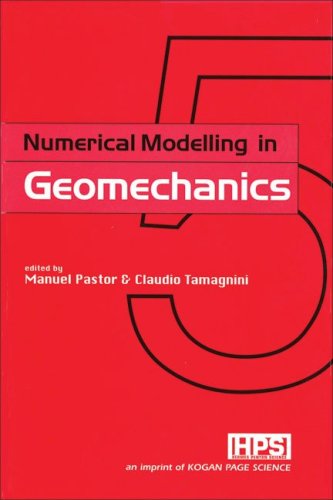 Numerical Modelling in
Geomechanics
5
edited by
Manuel Pastor & Claudio Tamagnini
HPS
HERMES PENTON SCIENCE
an imprint of KOGAN PAGE SCIENCE